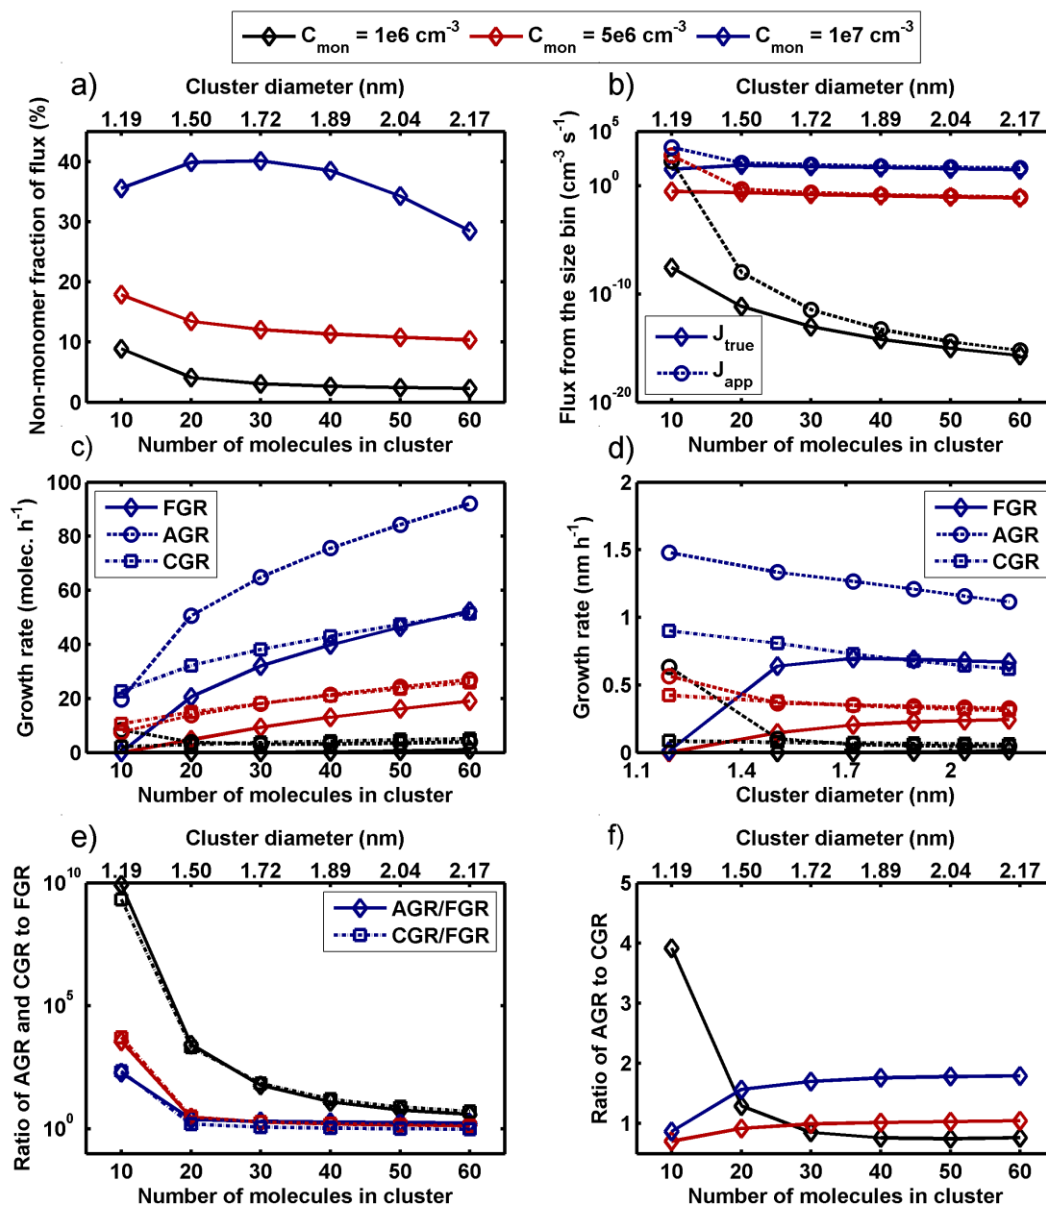 C_mon = 1e6 cm^-3 C_mon = 5e6 cm^-3 C_mon = 1e7 cm^-3
a)
Cluster diameter (nm)
1.19 1.50 1.72 1.89 2.04 2.17
Non-monomer fraction of flux (%)
40
30
20
10
0
10 20 30 40 50 60
Number of molecules in cluster
b)
Cluster diameter (nm)
1.19 1.50 1.72 1.89 2.04 2.17
Flux from the size bin (cm^-3 s^-1)
10^5
10^0
10^-10
10^-20
J_true
J_app
10 20 30 40 50 60
Number of molecules in cluster
c)
Growth rate (molec. h^-1)
100
80
60
40
20
0
FGR
AGR
CGR
10 20 30 40 50 60
Number of molecules in cluster
d)
Growth rate (nm h^-1)
2
1.5
1
0.5
0
FGR
AGR
CGR
1.1 1.4 1.7 2
Cluster diameter (nm)
e)
Cluster diameter (nm)
1.19 1.50 1.72 1.89 2.04 2.17
Ratio of AGR and CGR to FGR
10^10
10^5
10^0
AGR/FGR
CGR/FGR
10 20 30 40 50 60
Number of molecules in cluster
f)
Cluster diameter (nm)
1.19 1.50 1.72 1.89 2.04 2.17
Ratio of AGR to CGR
5
4
3
2
1
10 20 30 40 50 60
Number of molecules in cluster